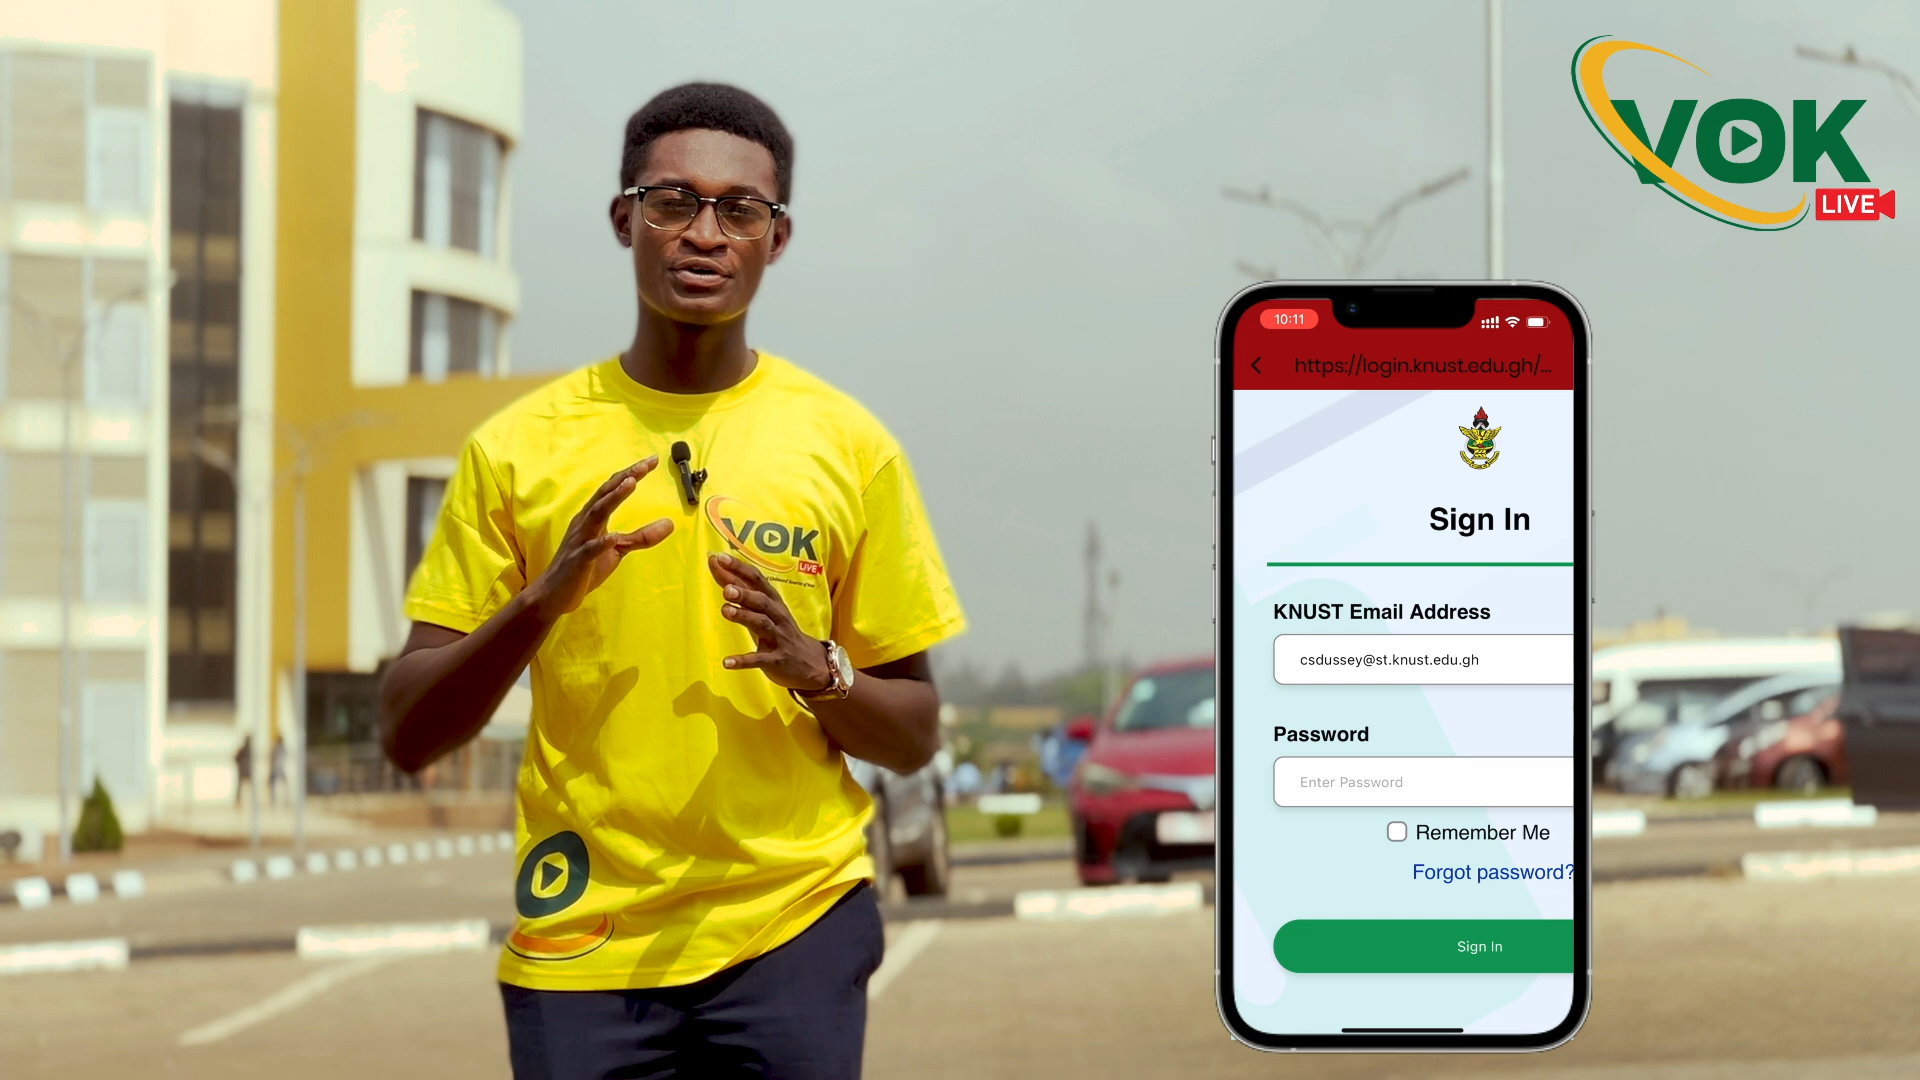 VOK
LIVE
10:11
https://login.knust.edu.gh/...
Sign In
KNUST Email Address
csdussey@st.knust.edu.gh
Password
Enter Password
Remember Me
Forgot password?
Sign In
VOK
LIVE